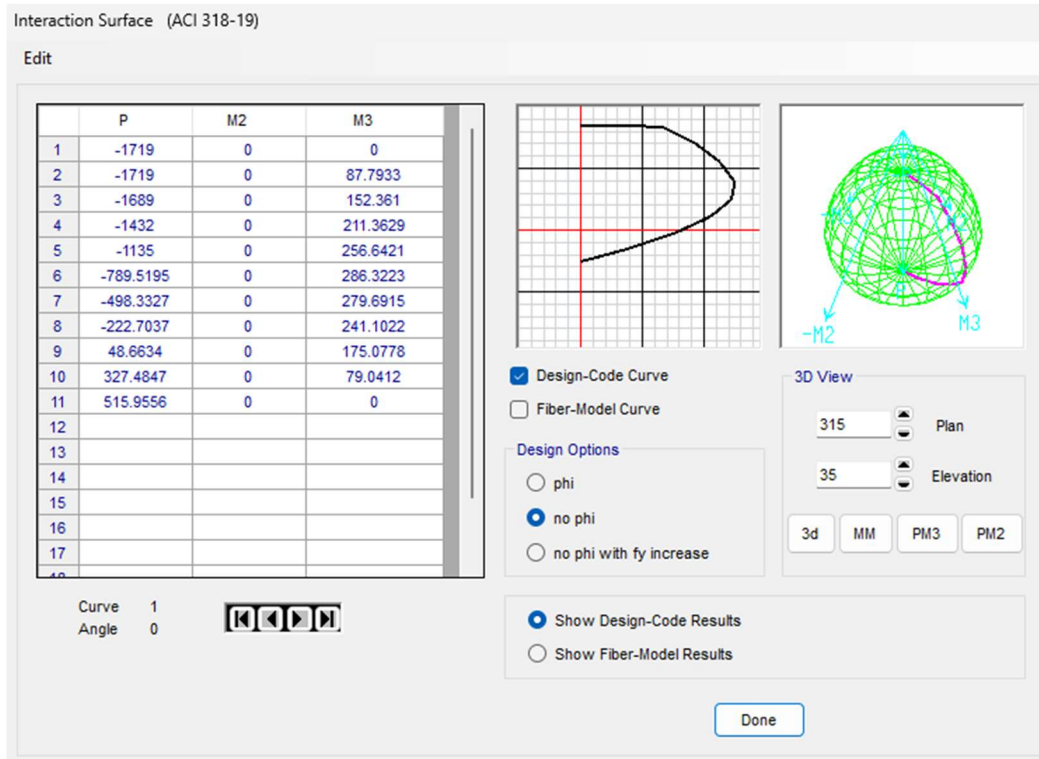 Interaction Surface (ACI 318-19)
Edit
P M2 M3
1 -1719 0 0
2 -1719 0 87.7933
3 -1689 0 152.361
4 -1432 0 211.3629
5 -1135 0 256.6421
6 -789.5195 0 286.3223
7 -498.3327 0 279.6915
8 -222.7037 0 241.1022
9 48.6634 0 175.0778
10 327.4847 0 79.0412
11 515.9556 0 0
12
13
14
15
16
17
Curve 1
Angle 0
-M2
M3
Design-Code Curve
Fiber-Model Curve
Design Options
phi
no phi
no phi with fy increase
3D View
315 Plan
35 Elevation
3d MM PM3 PM2
Show Design-Code Results
Show Fiber-Model Results
Done